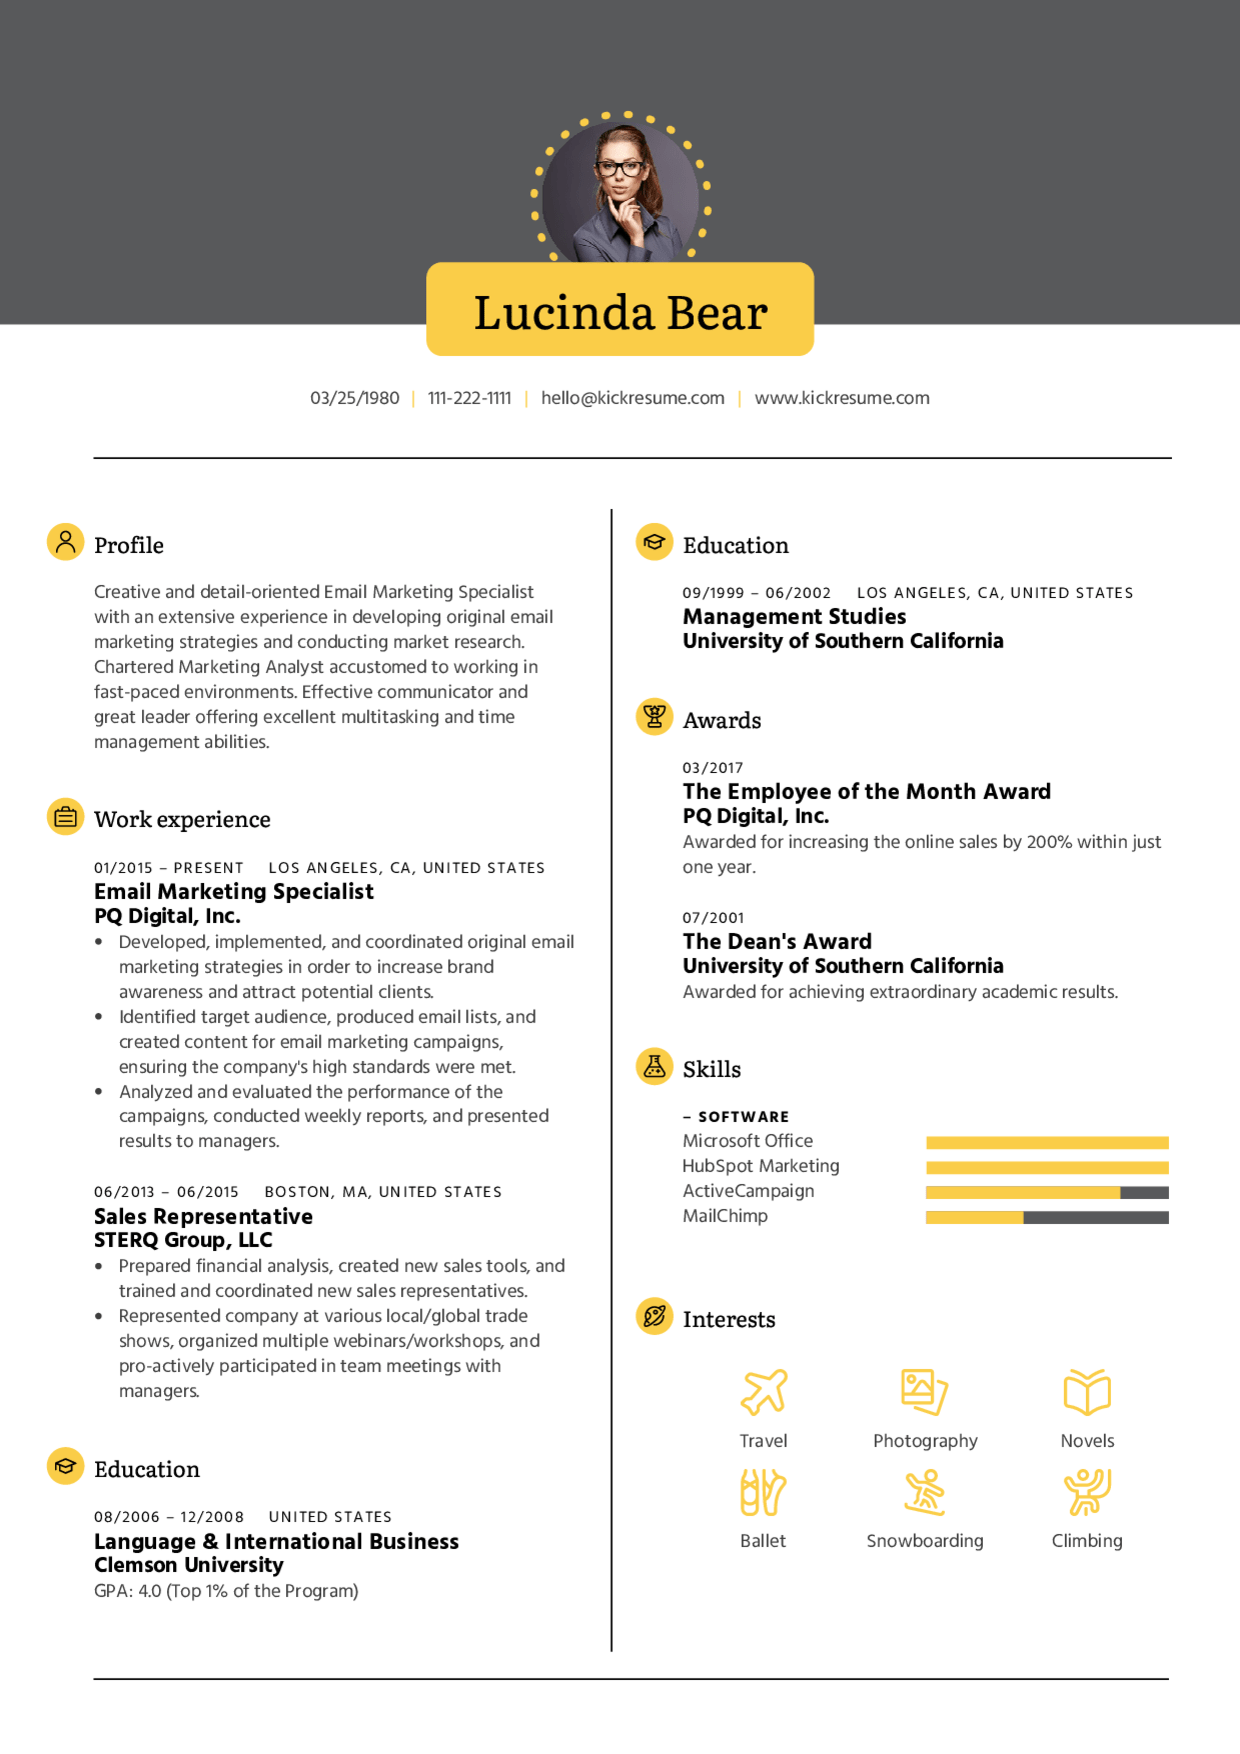 Lucinda Bear
03/25/1980 | 111-222-1111 | hello@kickresume.com | www.kickresume.com
Profile
Creative and detail-oriented Email Marketing Specialist
with an extensive experience in developing original email
marketing strategies and conducting market research.
Chartered Marketing Analyst accustomed to working in
fast-paced environments. Effective communicator and
great leader offering excellent multitasking and time
management abilities.
Work experience
01/2015 – PRESENT LOS ANGELES, CA, UNITED STATES
Email Marketing Specialist
PQ Digital, Inc.
• Developed, implemented, and coordinated original email
marketing strategies in order to increase brand
awareness and attract potential clients.
• Identified target audience, produced email lists, and
created content for email marketing campaigns,
ensuring the company's high standards were met.
• Analyzed and evaluated the performance of the
campaigns, conducted weekly reports, and presented
results to managers.
06/2013 – 06/2015 BOSTON, MA, UNITED STATES
Sales Representative
STERQ Group, LLC
• Prepared financial analysis, created new sales tools, and
trained and coordinated new sales representatives.
• Represented company at various local/global trade
shows, organized multiple webinars/workshops, and
pro-actively participated in team meetings with
managers.
Education
08/2006 – 12/2008 UNITED STATES
Language & International Business
Clemson University
GPA: 4.0 (Top 1% of the Program)
Education
09/1999 – 06/2002 LOS ANGELES, CA, UNITED STATES
Management Studies
University of Southern California
Awards
03/2017
The Employee of the Month Award
PQ Digital, Inc.
Awarded for increasing the online sales by 200% within just
one year.
07/2001
The Dean's Award
University of Southern California
Awarded for achieving extraordinary academic results.
Skills
– SOFTWARE
Microsoft Office
HubSpot Marketing
ActiveCampaign
MailChimp
Interests
Travel Photography Novels
Ballet Snowboarding Climbing